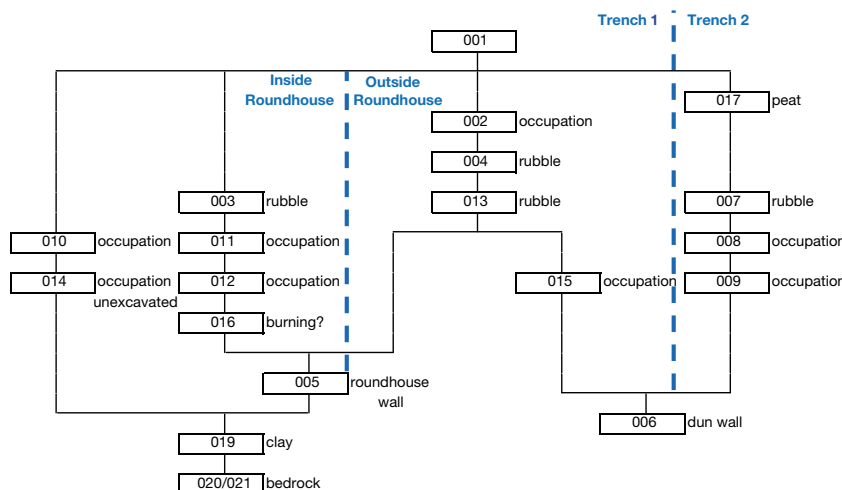 Trench 1 Trench 2
001
Inside Roundhouse
Outside Roundhouse
017 peat
002 occupation
004 rubble
003 rubble
013 rubble
007 rubble
010 occupation
011 occupation
008 occupation
014 occupation unexcavated
012 occupation
015 occupation
009 occupation
016 burning?
005 roundhouse wall
006 dun wall
019 clay
020/021 bedrock